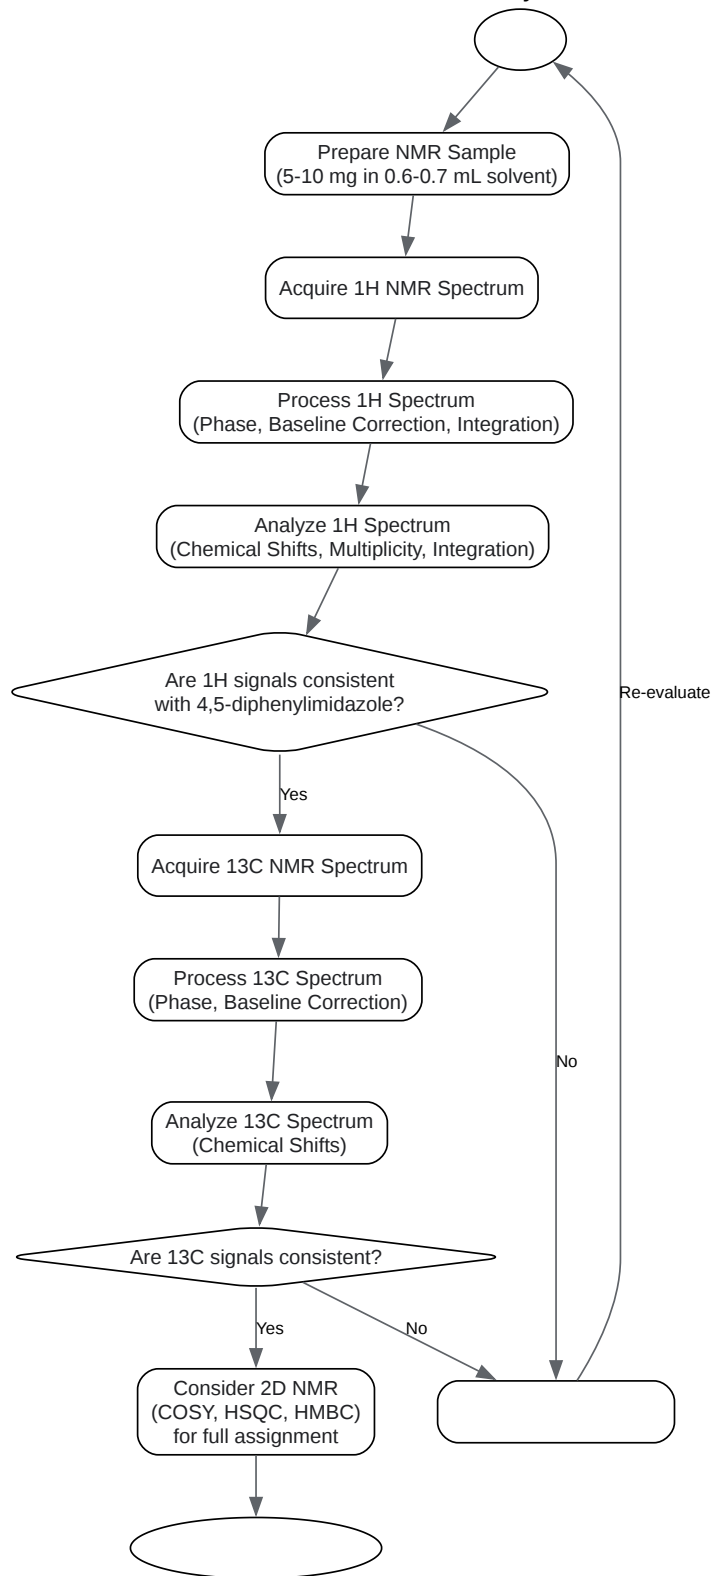 Prepare NMR Sample
(5-10 mg in 0.6-0.7 mL solvent)
Acquire 1H NMR Spectrum
Process 1H Spectrum
(Phase, Baseline Correction, Integration)
Analyze 1H Spectrum
(Chemical Shifts, Multiplicity, Integration)
Are 1H signals consistent
with 4,5-diphenylimidazole?
Re-evaluate
Yes
Acquire 13C NMR Spectrum
Process 13C Spectrum
(Phase, Baseline Correction)
No
Analyze 13C Spectrum
(Chemical Shifts)
Are 13C signals consistent?
Yes
No
Consider 2D NMR
(COSY, HSQC, HMBC)
for full assignment